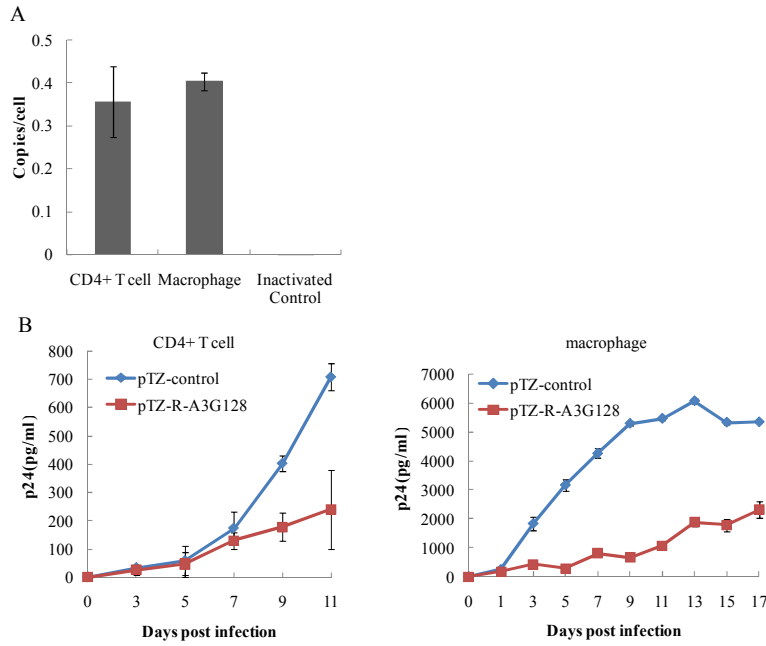 A
0.5
0.4
0.3
0.2
0.1
0
Copies/cell
CD4+ T cell Macrophage Inactivated
Control
B
CD4+ T cell
800
700
600
500
400
300
200
100
0
p24(pg/ml)
pTZ-control
pTZ-R-A3G128
0 3 5 7 9 11
Days post infection
macrophage
7000
6000
5000
4000
3000
2000
1000
0
p24(pg/ml)
pTZ-control
pTZ-R-A3G128
0 1 3 5 7 9 11 13 15 17
Days post infection